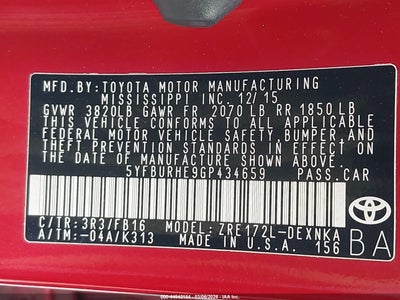 MFD. BY: TOYOTA MOTOR MANUFACTURING
MISSISSIPPI INC. 12/15
GVWR 3820LB GAWR FR 2070 LB, RR 1850 LB
THIS VEHICLE CONFORMS TO ALL APPLICABLE
FEDERAL MOTOR VEHICLE SAFETY, BUMPER, AND
THEFT PREVENTION STANDARDS IN EFFECT ON
THE DATE OF MANUFACTURE SHOWN ABOVE.
5YFBURHE9GP434659 PASS.CAR
C/TR:3R3/FB16 MODEL: ZRE172L-DEXNKA
A/TM:-04A/K313 MADE IN U.S.A. 156
TOYOTA
BA